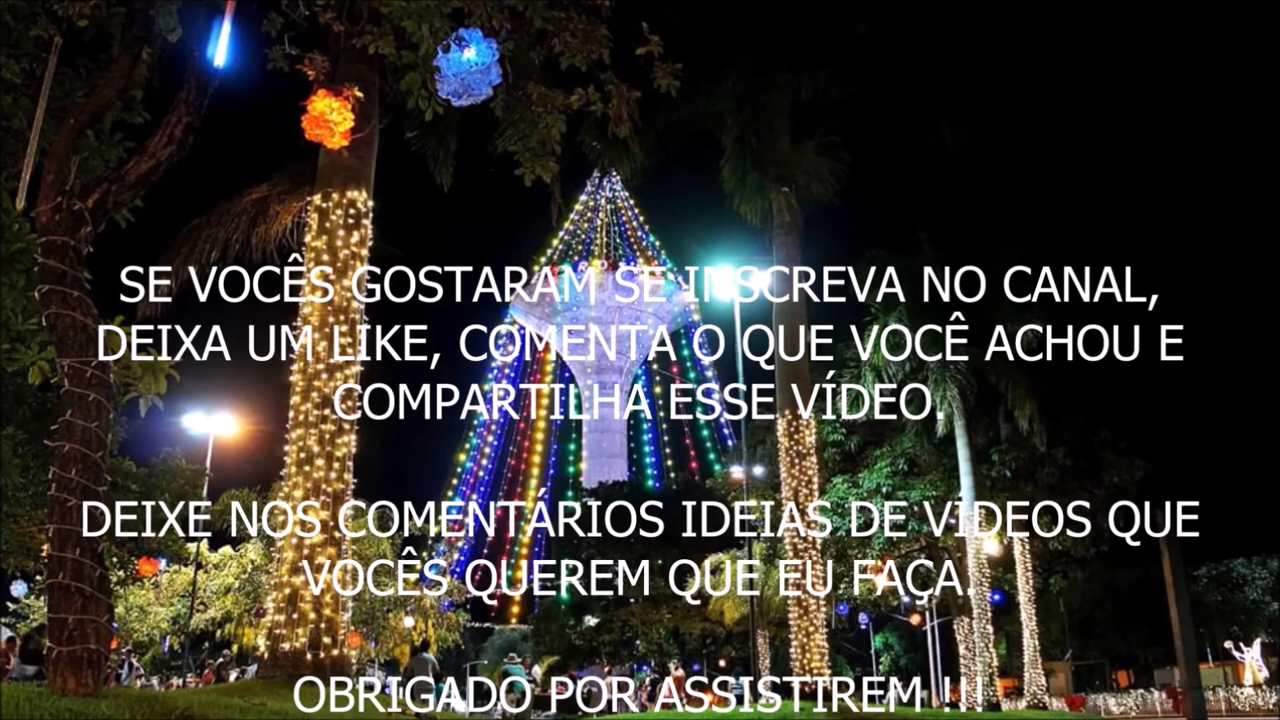 SE VOCÊS GOSTARAM SE INSCREVA NO CANAL,
DEIXA UM LIKE, COMENTA O QUE VOCÊ ACHOU E
COMPARTILHA ESSE VÍDEO.
DEIXE NOS COMENTÁRIOS IDEIAS DE VÍDEOS QUE
VOCÊS QUEREM QUE EU FAÇA.
OBRIGADO POR ASSISTIREM !!!